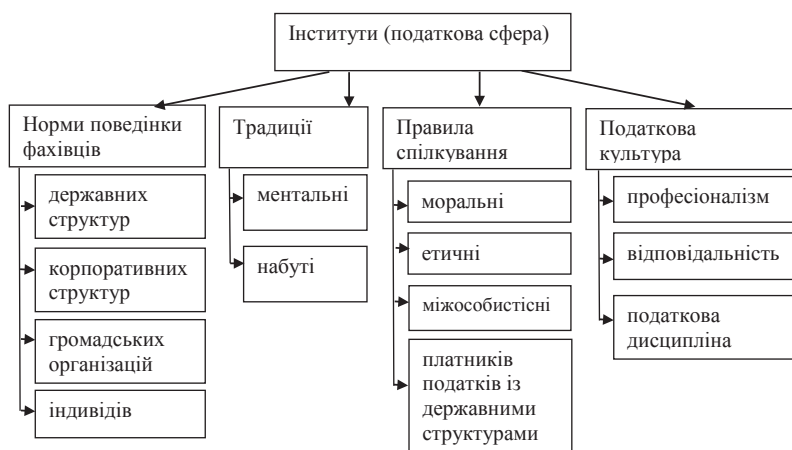 Інститути (податкова сфера)
Норми поведінки
фахівців
державних
структур
корпоративних
структур
громадських
організацій
індивідів
Традиції
ментальні
набуті
Правила
спілкування
моральні
етичні
міжособистісні
платників
податків із
державними
структурами
Податкова
культура
професіоналізм
відповідальність
податкова
дисципліна